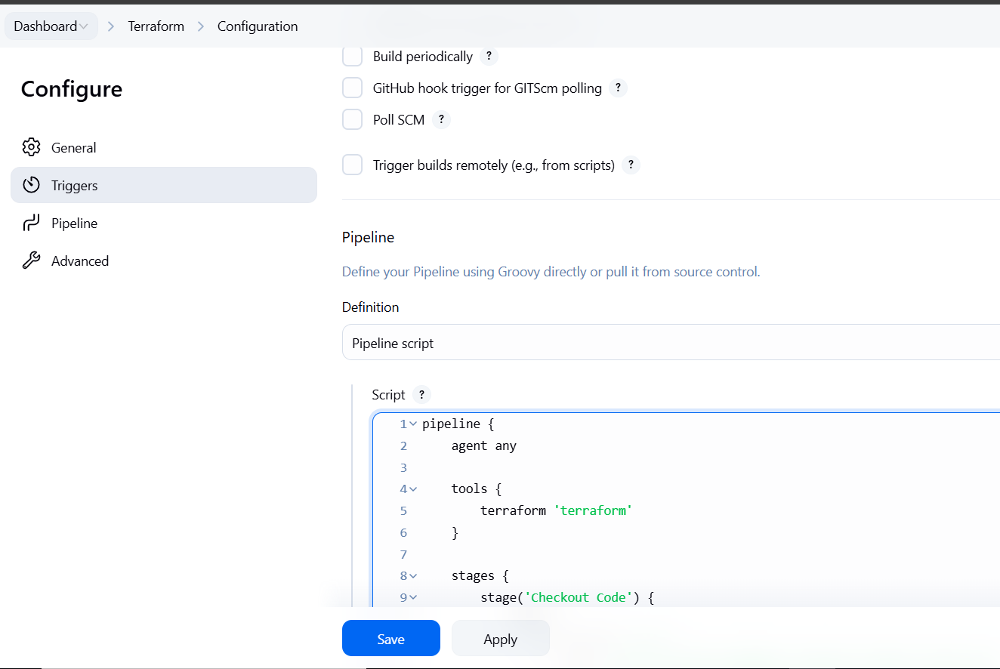 Dashboard > Terraform > Configuration
Configure
General
Triggers
Pipeline
Advanced
Build periodically ?
GitHub hook trigger for GITScm polling ?
Poll SCM ?
Trigger builds remotely (e.g., from scripts) ?
Pipeline
Define your Pipeline using Groovy directly or pull it from source control.
Definition
Pipeline script
Script ?
1 pipeline {
2     agent any
3
4     tools {
5         terraform 'terraform'
6     }
7
8     stages {
9         stage('Checkout Code') {
Save Apply